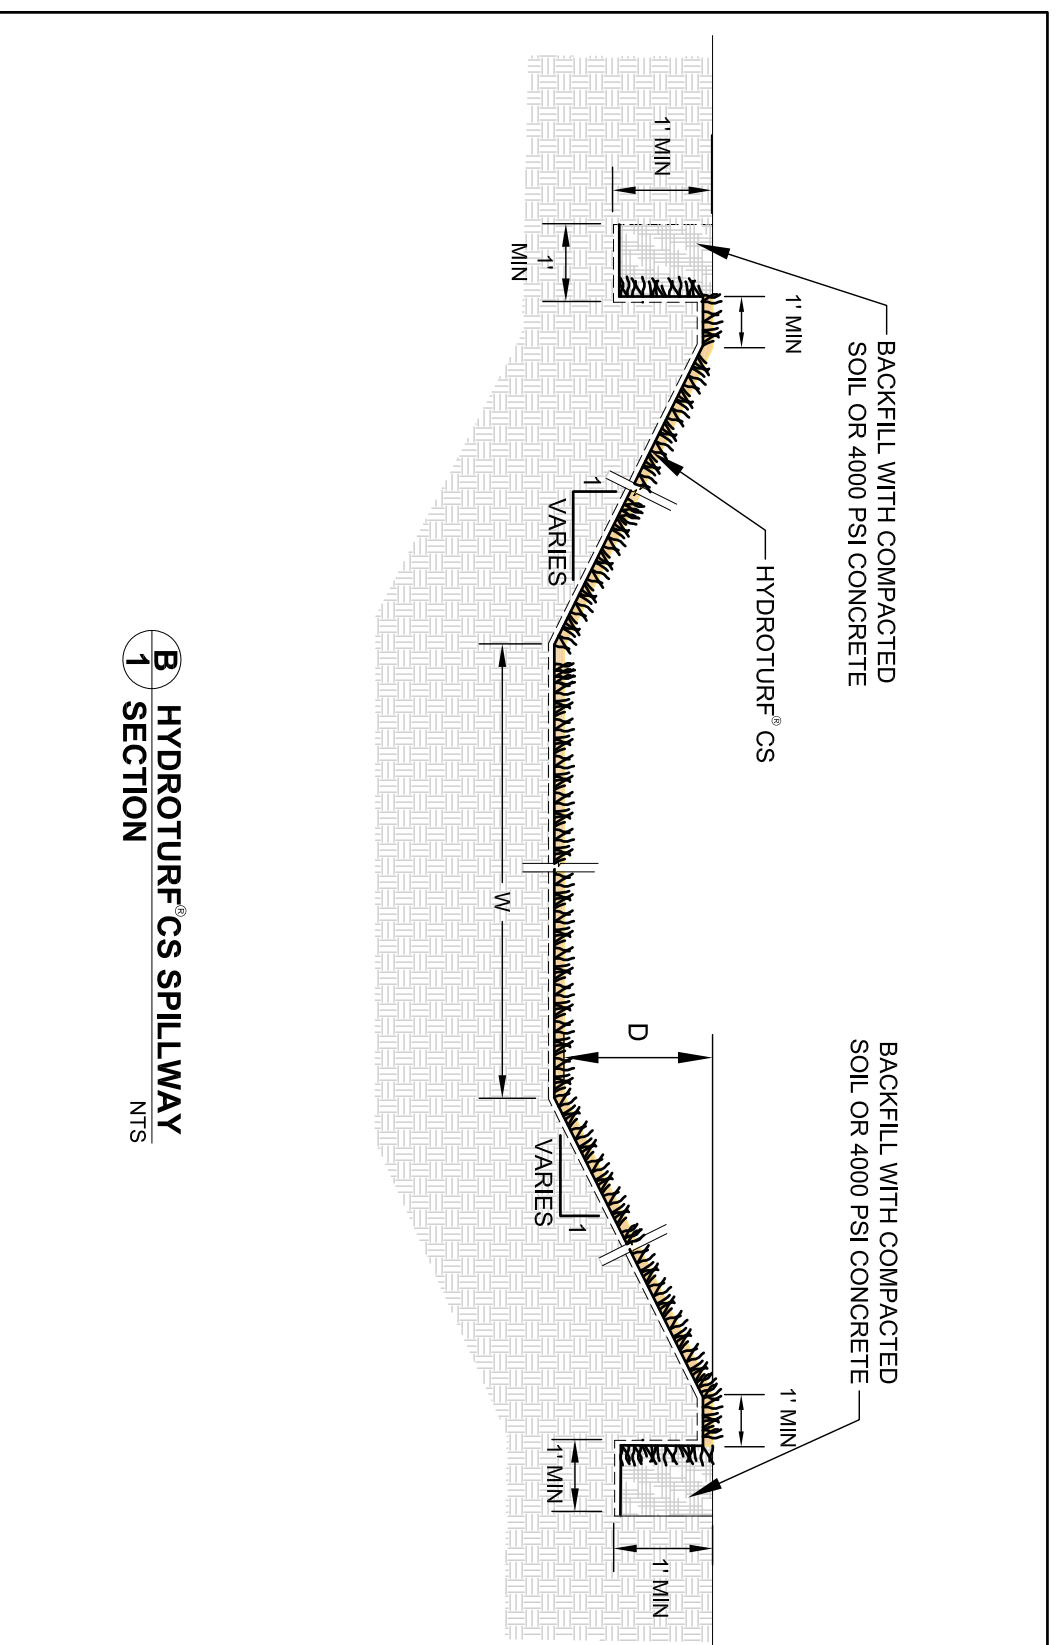 BACKFILL WITH COMPACTED
SOIL OR 4000 PSI CONCRETE
BACKFILL WITH COMPACTED
SOIL OR 4000 PSI CONCRETE
HYDROTURF® CS
1' MIN
1' MIN
1' MIN
1'
MIN
1
VARIES
W
D
1
VARIES
1' MIN
1' MIN
1' MIN
B
1
HYDROTURF® CS SPILLWAY
SECTION
NTS